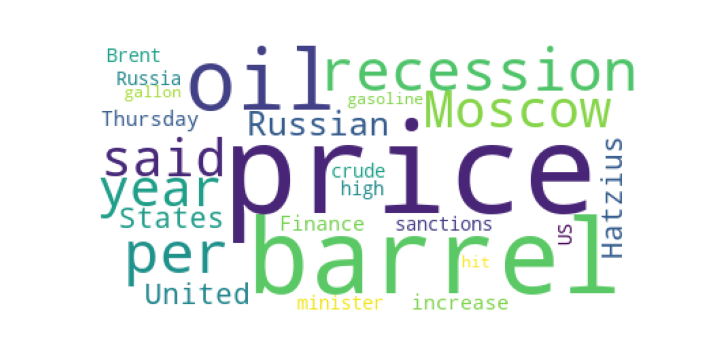 Brent
oil
recession
Russia
gallon
gasoline
Moscow
Thursday
Russian
said
price
year
crude
high
Hatzius
States
Finance
sanctions
US
per
barrel
hit
United
minister
increase